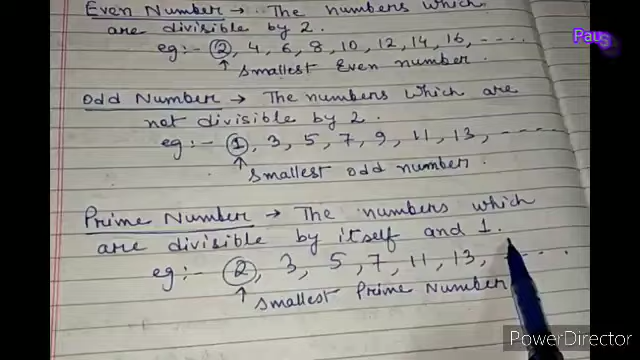 Even Number → The numbers which
are divisible by 2.
eg :- 2, 4, 6, 8, 10, 12, 14, 16, - - - -
↑ smallest Even number.
Odd Number → The numbers which are
not divisible by 2.
eg :- 1, 3, 5, 7, 9, 11, 13, - - - - -
↑ smallest odd number.
Prime Number → The numbers which
are divisible by itself and 1.
eg :- 2, 3, 5, 7, 11, 13, - - - .
↑ smallest Prime Number
Paus
PowerDirector